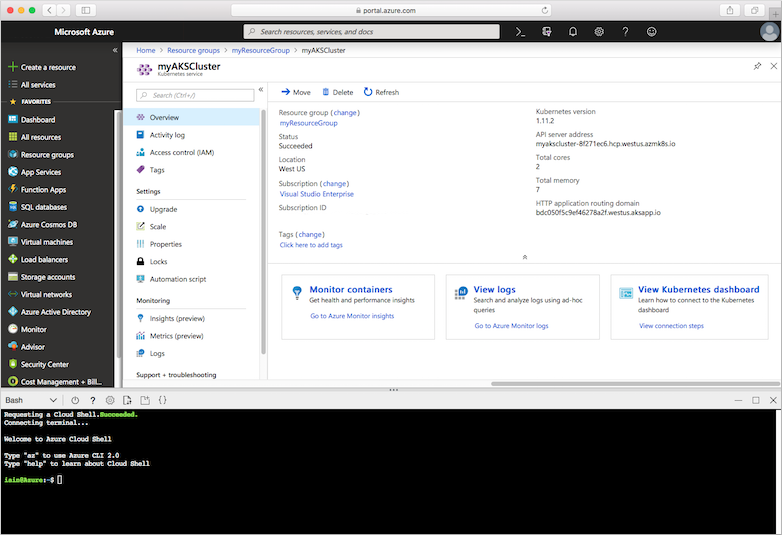 portal.azure.com
Microsoft Azure
Search resources, services, and docs
Home > Resource groups > myResourceGroup > myAKSCluster
myAKSCluster
Kubernetes service
Create a resource
All services
FAVORITES
Dashboard
All resources
Resource groups
App Services
Function Apps
SQL databases
Azure Cosmos DB
Virtual machines
Load balancers
Storage accounts
Virtual networks
Azure Active Directory
Monitor
Advisor
Security Center
Cost Management + Bill...
Search (Ctrl+/)
Overview
Activity log
Access control (IAM)
Tags
Settings
Upgrade
Scale
Properties
Locks
Automation script
Monitoring
Insights (preview)
Metrics (preview)
Logs
Support + troubleshooting
Move Delete Refresh
Resource group (change)
myResourceGroup
Status
Succeeded
Location
West US
Subscription (change)
Visual Studio Enterprise
Subscription ID
Tags (change)
Click here to add tags
Kubernetes version
1.11.2
API server address
myakscluster-8f271ec6.hcp.westus.azmk8s.io
Total cores
2
Total memory
7
HTTP application routing domain
bdc050f5c9ef46278a2f.westus.aksapp.io
Monitor containers
Get health and performance insights
Go to Azure Monitor insights
View logs
Search and analyze logs using ad-hoc
queries
Go to Azure Monitor logs
View Kubernetes dashboard
Learn how to connect to the Kubernetes
dashboard
View connection steps
Bash
Requesting a Cloud Shell.Succeeded.
Connecting terminal...
Welcome to Azure Cloud Shell
Type "az" to use Azure CLI 2.0
Type "help" to learn about Cloud Shell
iain@Azure:~$